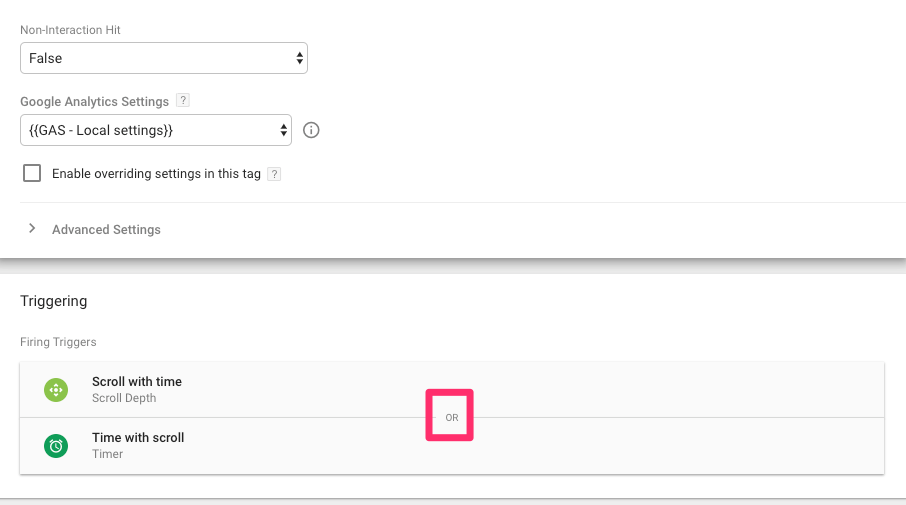 Non-Interaction Hit
False
Google Analytics Settings ?
{{GAS - Local settings}}
Enable overriding settings in this tag ?
Advanced Settings
Triggering
Firing Triggers
Scroll with time
Scroll Depth
OR
Time with scroll
Timer